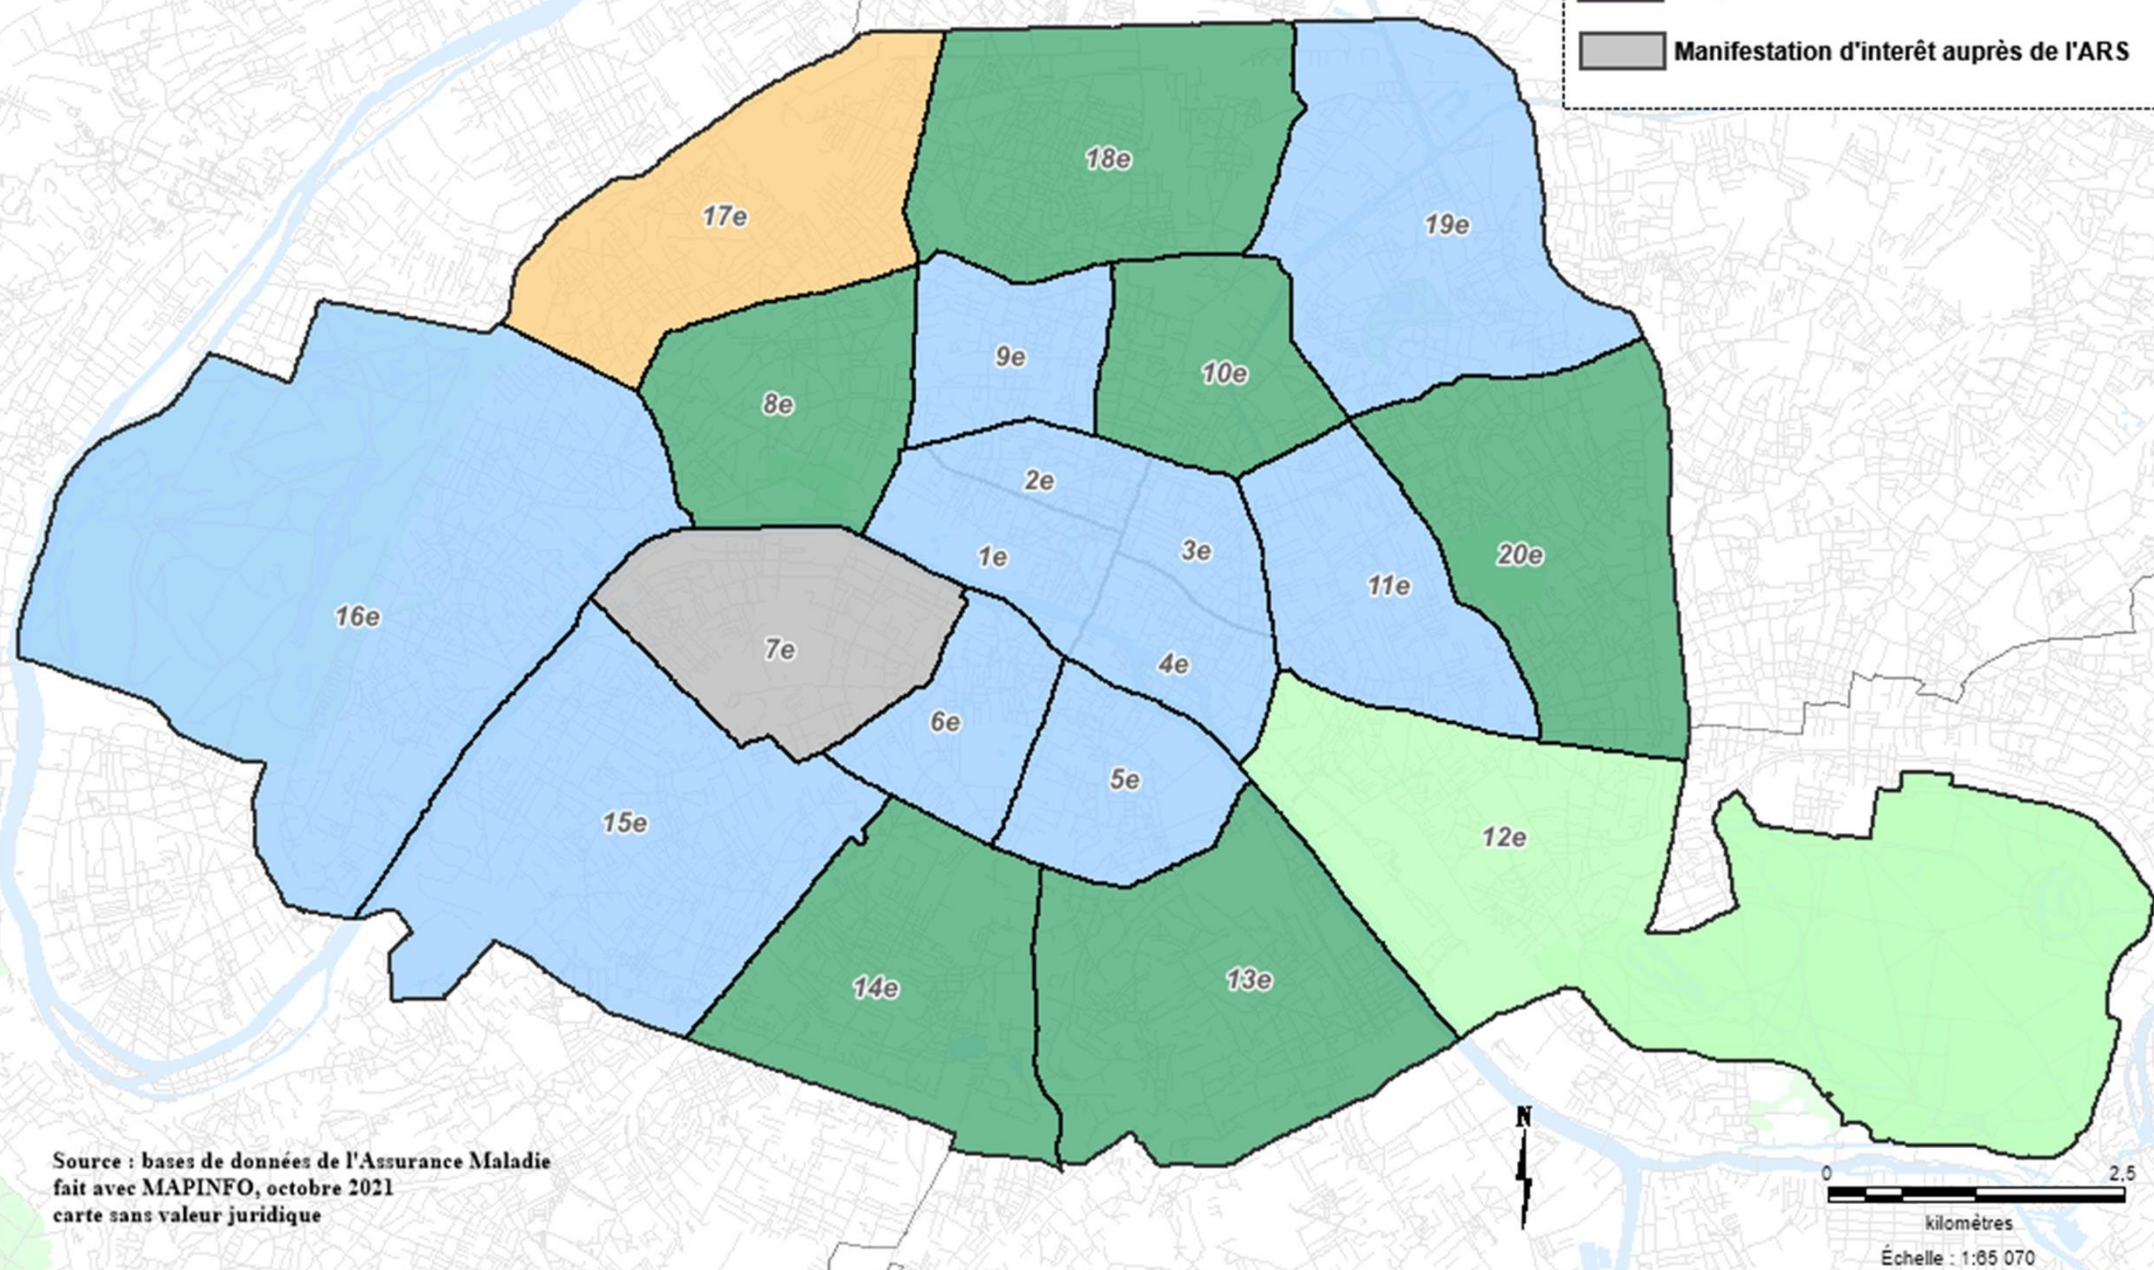 Manifestation d'interêt auprès de l'ARS
18e
17e
19e
9e
10e
8e
2e
1e
3e
20e
11e
16e
7e
4e
6e
5e
15e
12e
14e
13e
N
Source : bases de données de l'Assurance Maladie
fait avec MAPINFO, octobre 2021
carte sans valeur juridique
0 2,5
kilomètres
Échelle : 1:65 070